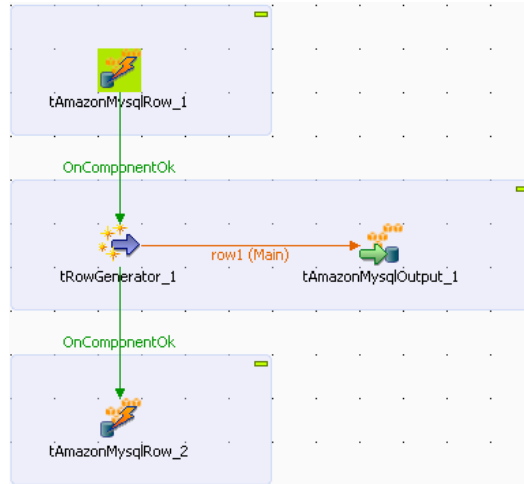 tAmazonMysqlRow_1
OnComponentOk
row1 (Main)
tRowGenerator_1
tAmazonMysqlOutput_1
OnComponentOk
tAmazonMysqlRow_2